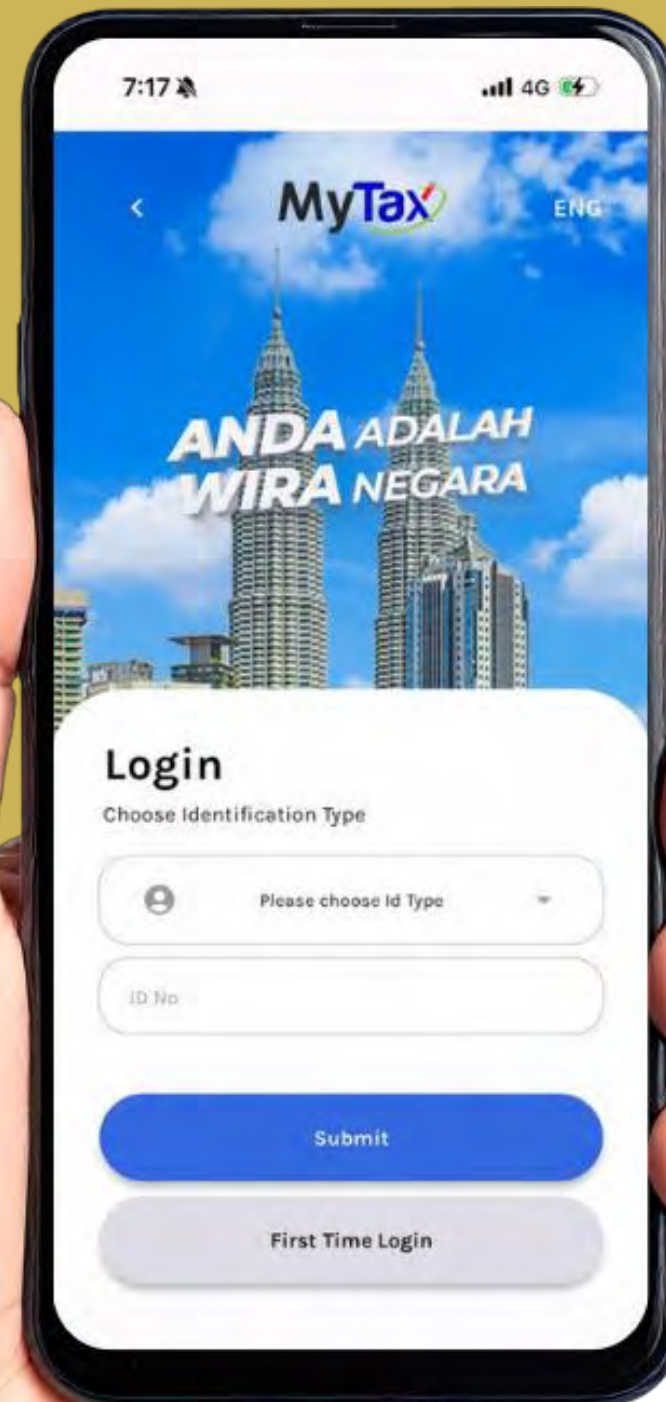 7:17
4G
MyTax
ENG
ANDA ADALAH
WIRA NEGARA
Login
Choose Identification Type
Please choose Id Type
ID No
Submit
First Time Login